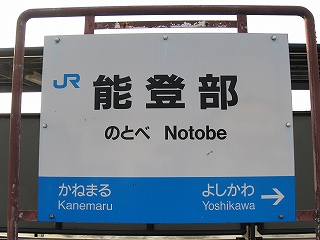 JR
能登部
のとべ Notobe
かねまる よしかわ →
Kanemaru Yoshikawa